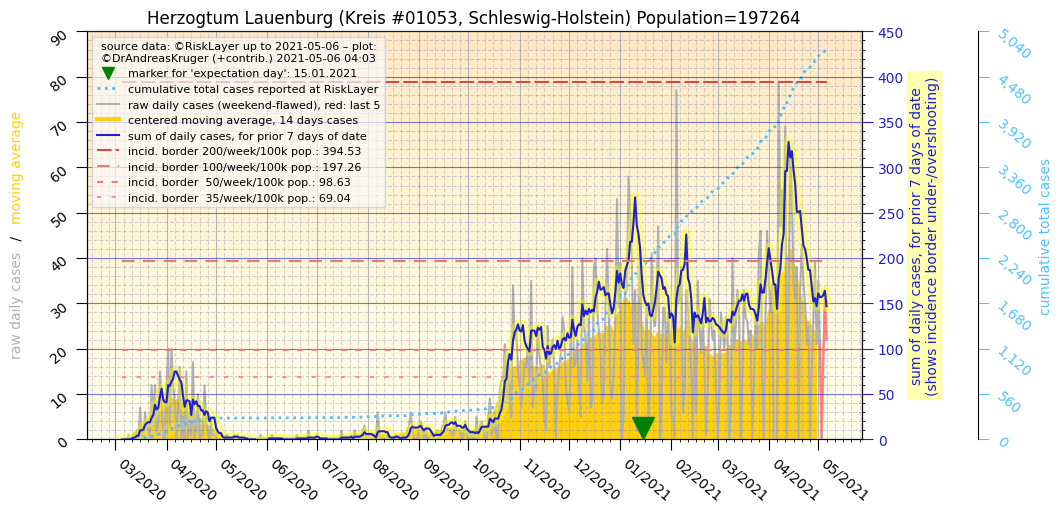 Herzogtum Lauenburg (Kreis #01053, Schleswig-Holstein) Population=197264
source data: ©RiskLayer up to 2021-05-06 – plot:
©DrAndreasKruger (+contrib.) 2021-05-06 04:03
marker for 'expectation day': 15.01.2021
cumulative total cases reported at RiskLayer
raw daily cases (weekend-flawed), red: last 5
centered moving average, 14 days cases
sum of daily cases, for prior 7 days of date
incid. border 200/week/100k pop.: 394.53
incid. border 100/week/100k pop.: 197.26
incid. border  50/week/100k pop.: 98.63
incid. border  35/week/100k pop.: 69.04
raw daily cases / moving average
90
80
70
60
50
40
30
20
10
0
03/2020
04/2020
05/2020
06/2020
07/2020
08/2020
09/2020
10/2020
11/2020
12/2020
01/2021
02/2021
03/2021
04/2021
05/2021
450
400
350
300
250
200
150
100
50
0
sum of daily cases, for prior 7 days of date
(shows incidence border under-/overshooting)
5,040
4,480
3,920
3,360
2,800
2,240
1,680
1,120
560
0
cumulative total cases